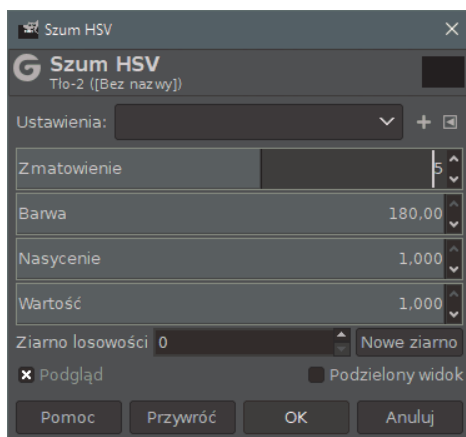 Szum HSV
G Szum HSV
Tło-2 ([Bez nazwy])
Ustawienia:
Zmatowienie 5
Barwa 180,00
Nasycenie 1,000
Wartość 1,000
Ziarno losowości 0 Nowe ziarno
Podgląd Podzielony widok
Pomoc Przywróć OK Anuluj